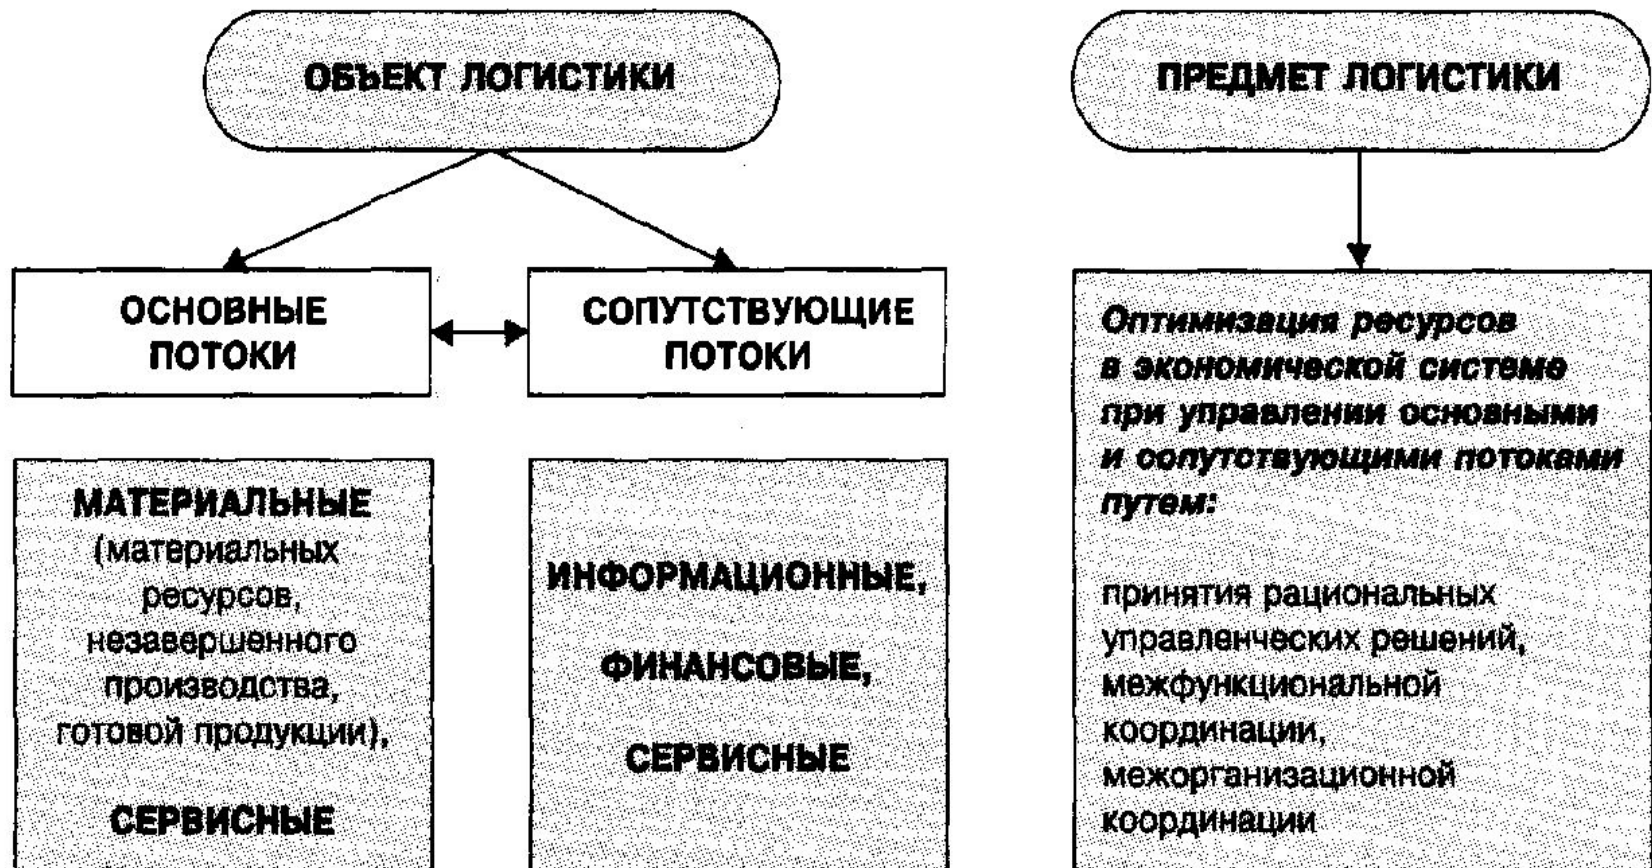 ОБЪЕКТ ЛОГИСТИКИ
ПРЕДМЕТ ЛОГИСТИКИ
ОСНОВНЫЕ
ПОТОКИ
СОПУТСТВУЮЩИЕ
ПОТОКИ
МАТЕРИАЛЬНЫЕ
(материальных
ресурсов,
незавершенного
производства,
готовой продукции),
СЕРВИСНЫЕ
ИНФОРМАЦИОННЫЕ,
ФИНАНСОВЫЕ,
СЕРВИСНЫЕ
Оптимизация ресурсов
в экономической системе
при управлении основными
и сопутствующими потоками
путем:
принятия рациональных
управленческих решений,
межфункциональной
координации,
межорганизационной
координации